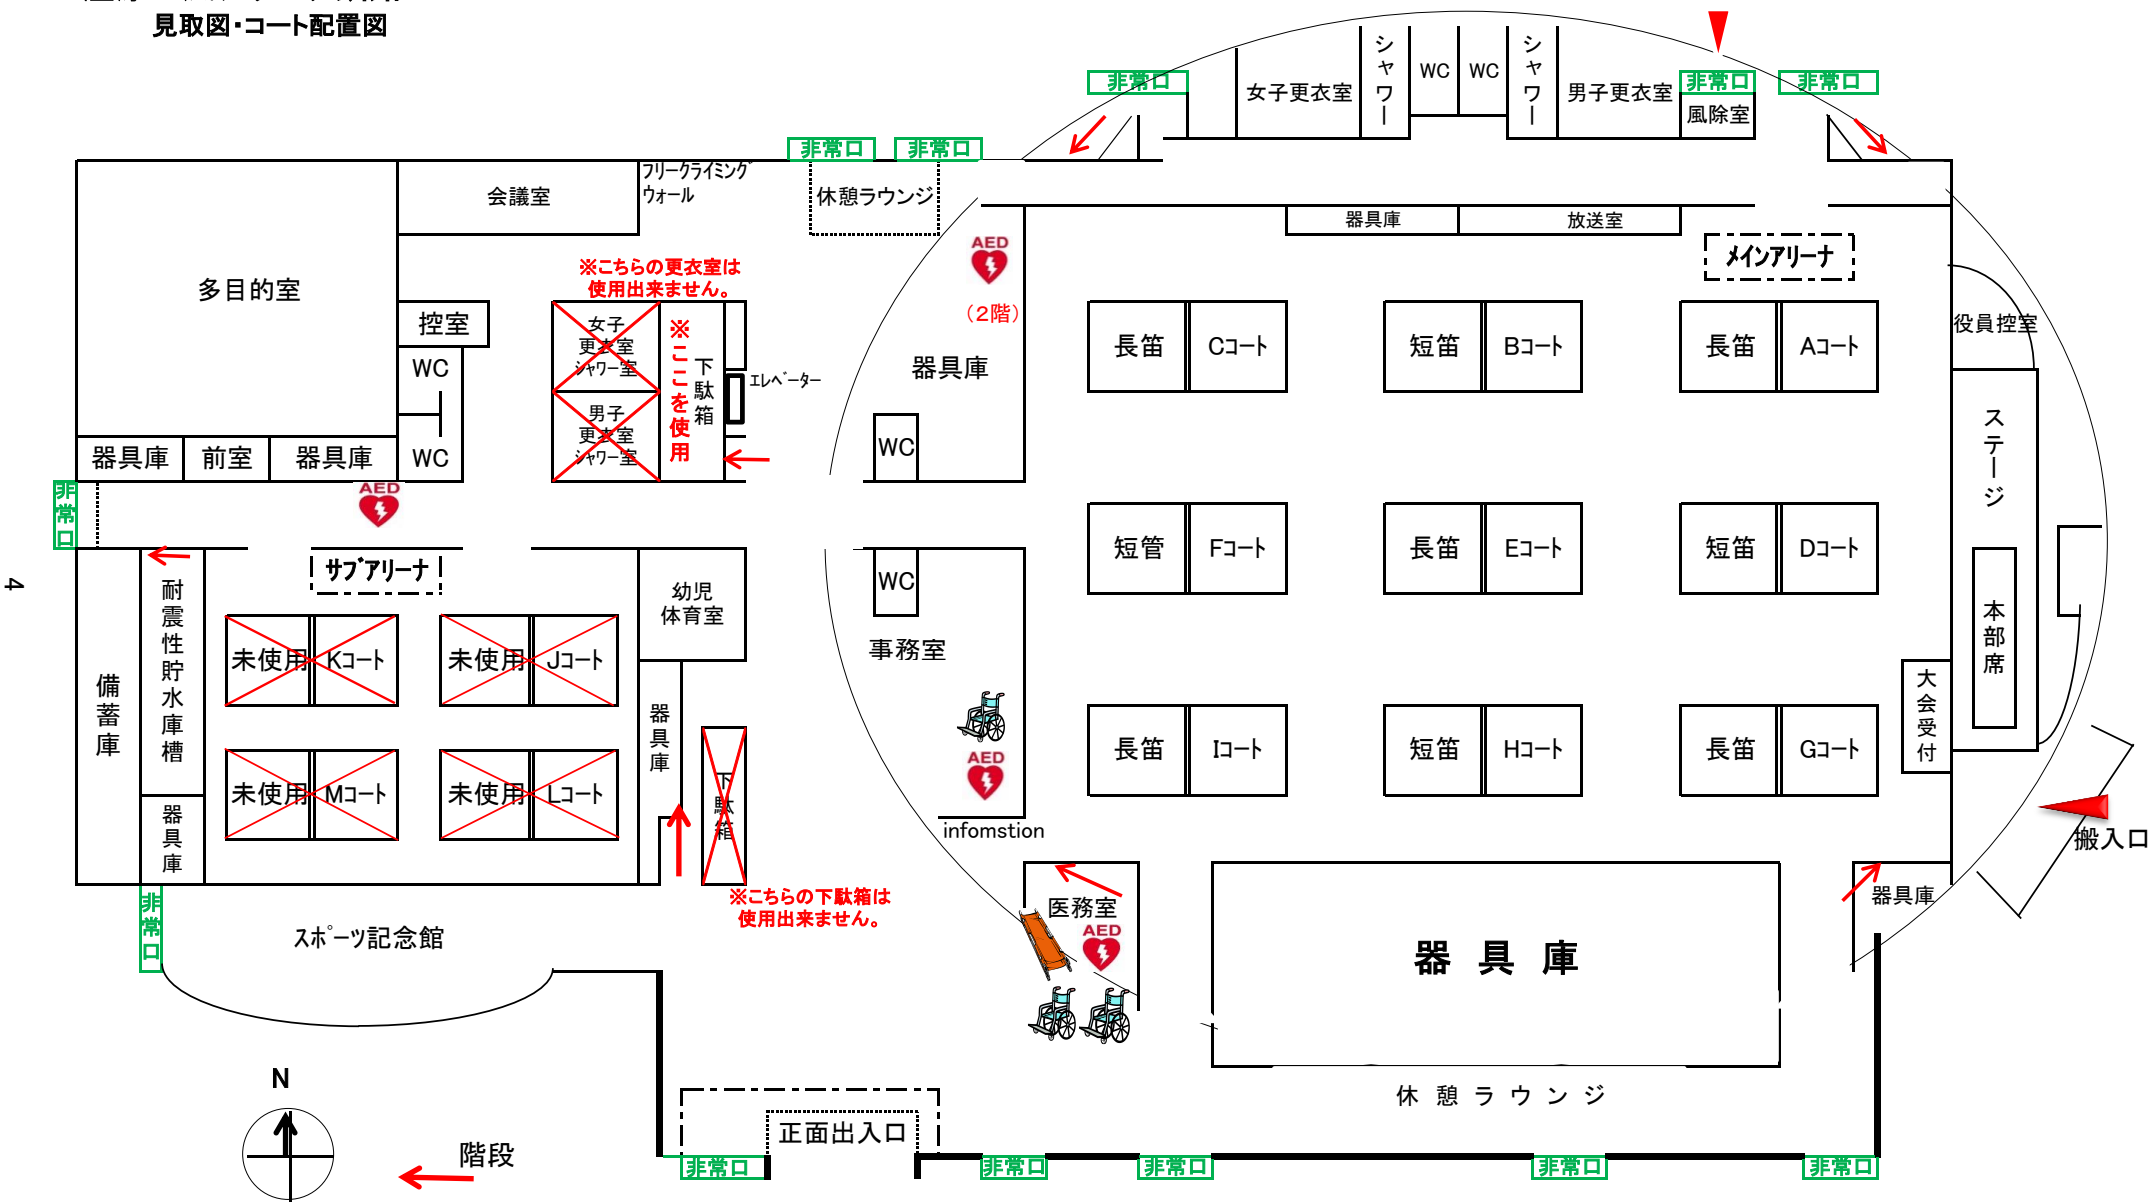 見取図・コート配置図
非常口
女子更衣室
シャワー
WC
WC
シャワー
男子更衣室
非常口
風除室
非常口
非常口
非常口
会議室
フリークライミング
ウォール
休憩ラウンジ
器具庫
放送室
メインアリーナ
多目的室
※こちらの更衣室は
使用出来ません。
AED
（2階）
控室
女子
更衣室
シャワー室
※ここを使用
下駄箱
エレベーター
器具庫
長笛
Cコート
短笛
Bコート
長笛
Aコート
役員控室
WC
男子
更衣室
シャワー室
WC
ステージ
器具庫
前室
器具庫
WC
非常口
AED
短管
Fコート
長笛
Eコート
短笛
Dコート
4
サブアリーナ
耐震性貯水庫槽
幼児
体育室
WC
事務室
本部席
未使用
Kコート
未使用
Jコート
備蓄庫
器具庫
大会受付
長笛
Iコート
短笛
Hコート
長笛
Gコート
AED
未使用
Mコート
未使用
Lコート
下駄箱
infomstion
搬入口
器具庫
※こちらの下駄箱は
使用出来ません。
非常口
スポーツ記念館
医務室
AED
器具庫
器具庫
休憩ラウンジ
N
階段
正面出入口
非常口
非常口
非常口
非常口
非常口